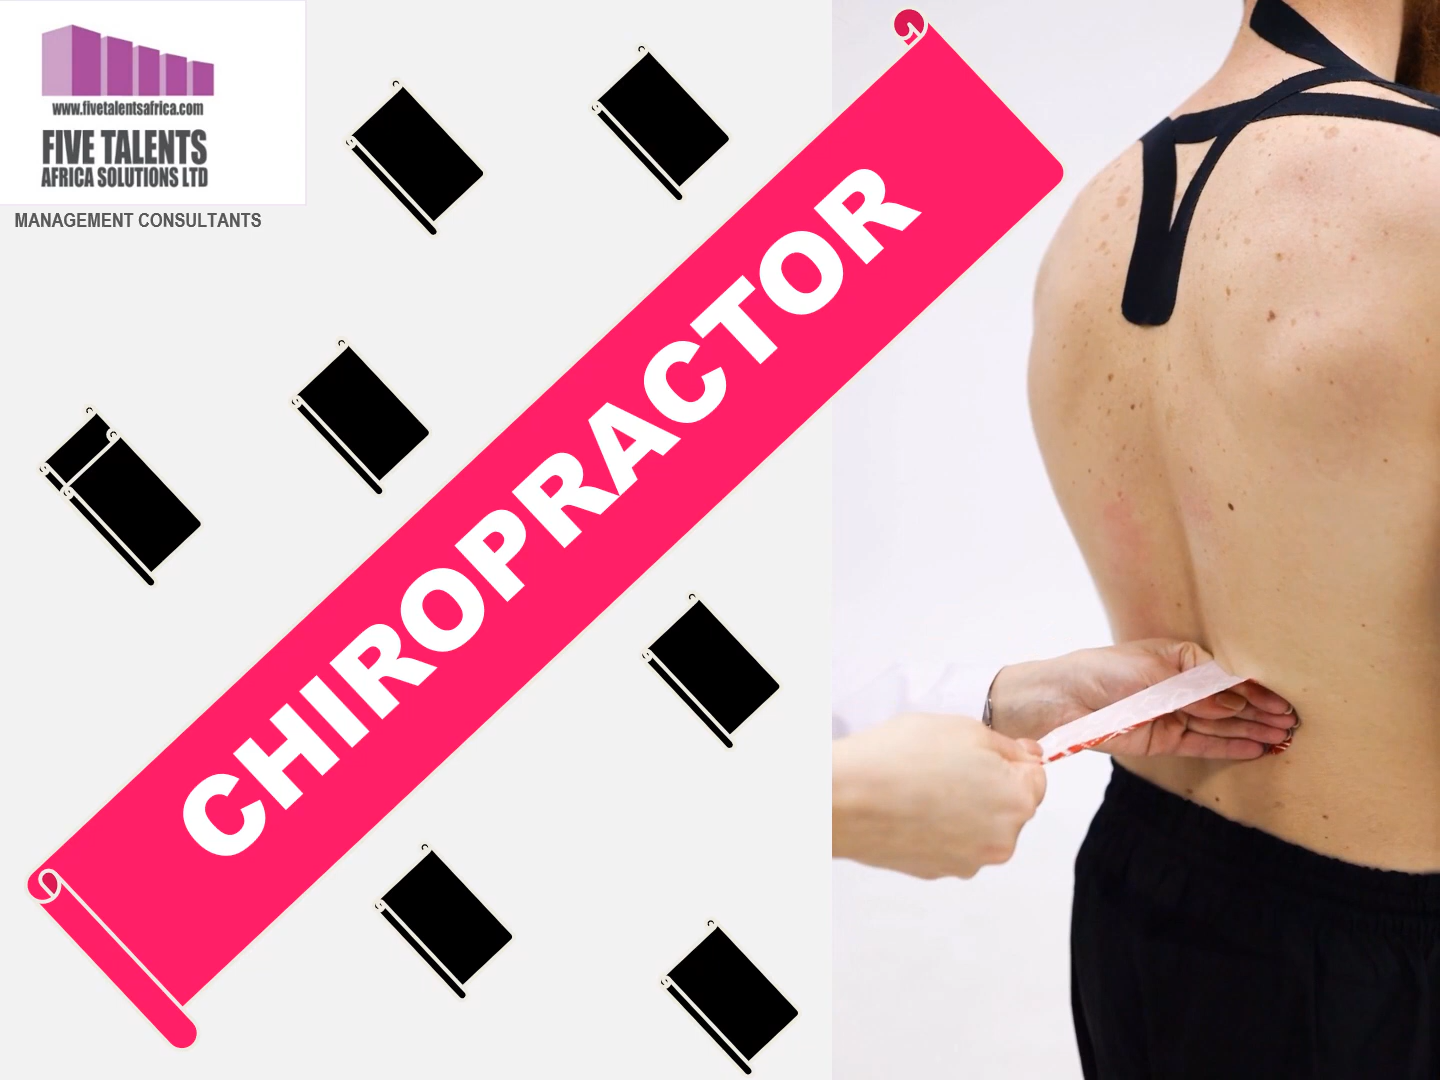 www.fivetalentsafrica.com
FIVE TALENTS
AFRICA SOLUTIONS LTD
MANAGEMENT CONSULTANTS
CHIROPRACTOR